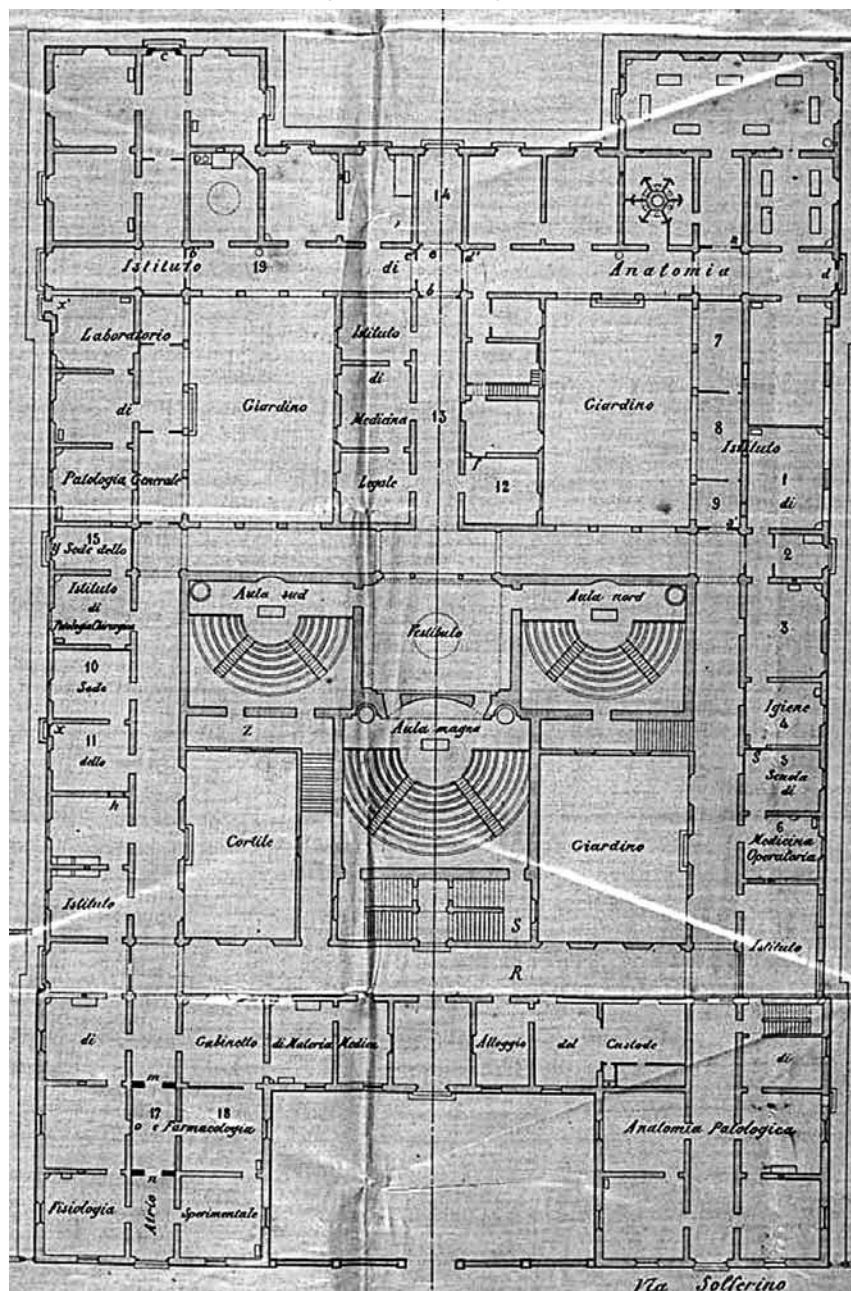 c
14
b
19
Istituto
di
c
a
d'
Anatomia
a
d
b
x'
Laboratorio
di
Patologia Generale
Giardino
Istituto
di
Medicina
Legale
13
f
12
Giardino
7
8
9
Istituto
1
di
2
15
y Sede dello
Istituto
di
Patologia Chirurgica
Aula sud
Vestibulo
Aula nord
3
10
Sede
x
11
dello
h
Z
Aula magna
Igiene
4
g
5
Scuola
di
6
Medicina
Operatoria
Cortile
Giardino
Istituto
S
Istituto
R
di
Gabinetto
di Materia
Medica
Alloggio
del
Custode
di
m
17
18
o e Farmacologia
Anatomia Patologica
n
Fisiologia
Atrio
Sperimentale
Via Solferino